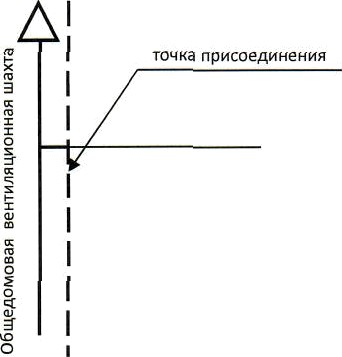 точка присоединения
Общедомовая вентиляционная шахта